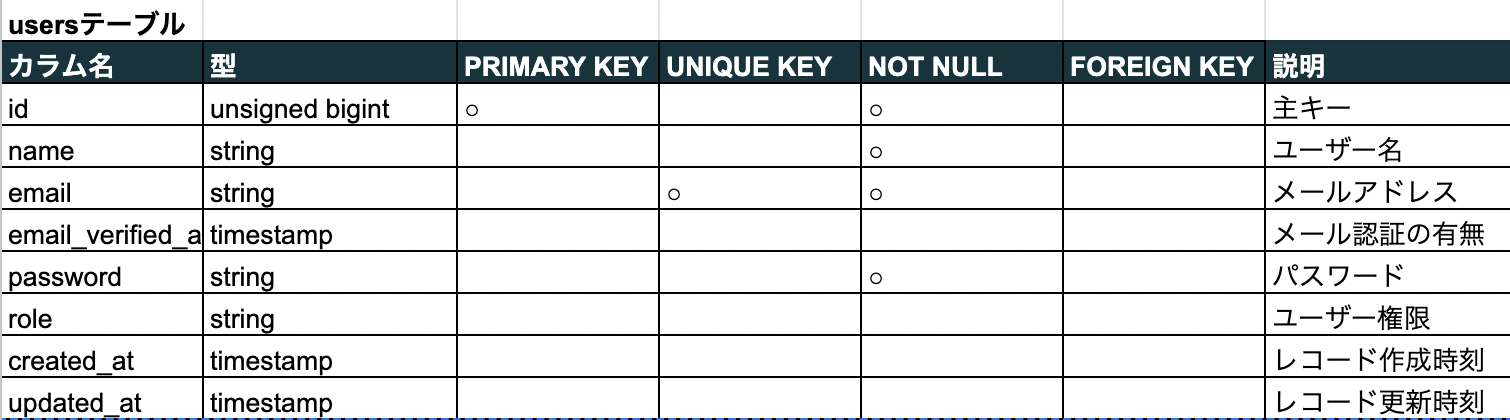 usersテーブル
カラム名 型 PRIMARY KEY UNIQUE KEY NOT NULL FOREIGN KEY 説明
id unsigned bigint ○ ○ 主キー
name string ○ ユーザー名
email string ○ ○ メールアドレス
email_verified_a timestamp メール認証の有無
password string ○ パスワード
role string ユーザー権限
created_at timestamp レコード作成時刻
updated_at timestamp レコード更新時刻